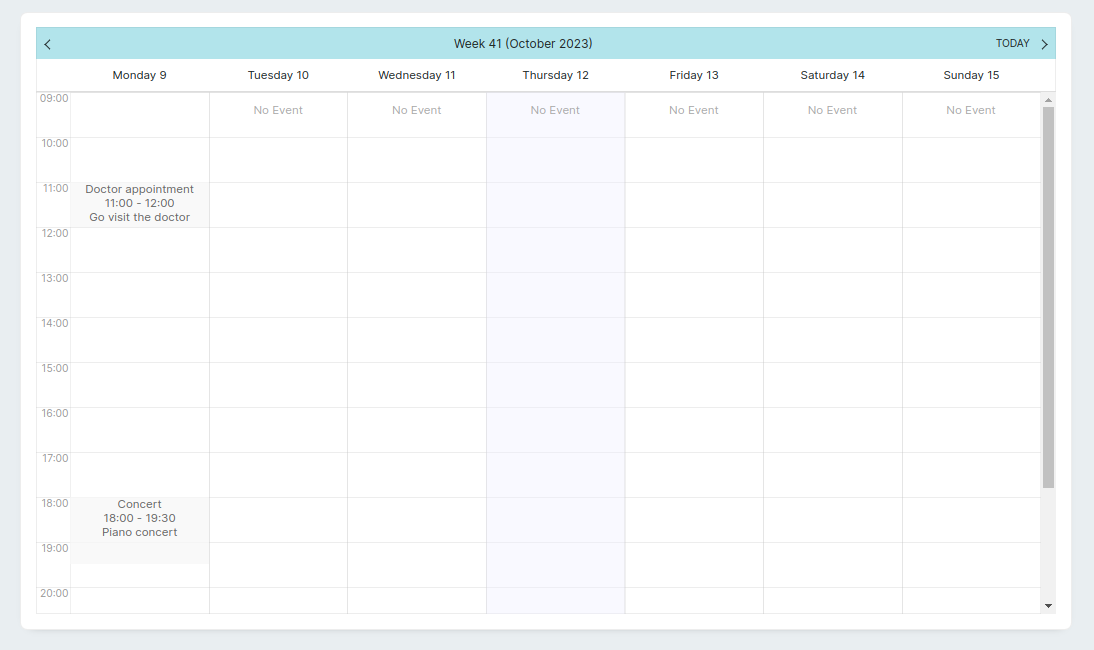 Week 41 (October 2023)
TODAY
Monday 9
Tuesday 10
Wednesday 11
Thursday 12
Friday 13
Saturday 14
Sunday 15
09:00
No Event
No Event
No Event
No Event
No Event
No Event
10:00
11:00
Doctor appointment
11:00 - 12:00
Go visit the doctor
12:00
13:00
14:00
15:00
16:00
17:00
18:00
Concert
18:00 - 19:30
Piano concert
19:00
20:00